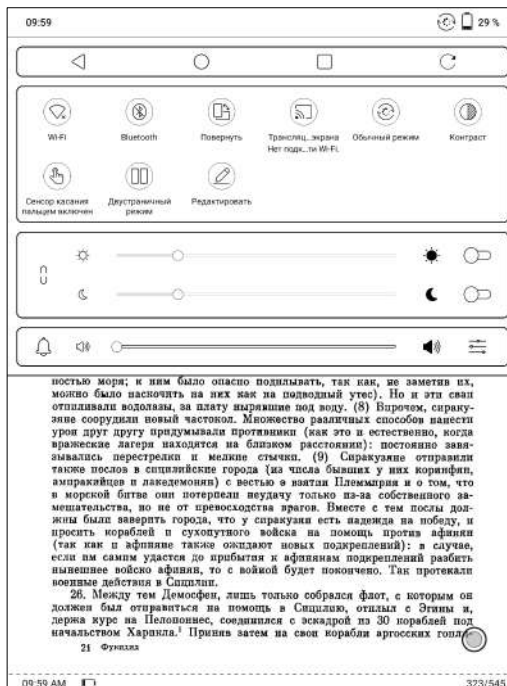 09:59 29 %
Wi-Fi Bluetooth Повернуть Трансляц...экрана Обычный режим Контраст
Нет подк...ти Wi-Fi.
Сенсор касания Двустраничный Редактировать
пальцем включен режим
ностью моря; к ним было опасно подплывать, так как, не заметив их,
можно было наскочить на них как на подводный утес). Но и эти сваи
отпиливали водолазы, за плату нырявшие под воду. (8) Впрочем, сираку-
зяне соорудили новый частокол. Множество различных способов нанести
урон друг другу придумывали противники (как это и естественно, когда
вражеские лагеря находятся на близком расстоянии): постоянно завя-
зывались перестрелки и мелкие стычки. (9) Сиракузяне отправили
также послов в сицилийские города (из числа бывших у них коринфян,
ампракийцев и лакедемонян) с вестью о взятии Племмирия и о том, что
в морской битве они потерпели неудачу только из-за собственного за-
мешательства, но не от превосходства врагов. Вместе с тем послы дол-
жны были заверить города, что у сиракузян есть надежда на победу, и
просить кораблей и сухопутного войска на помощь против афинян
(так как и афиняне также ожидают новых подкреплений): в случае,
если им самим удастся до прибытия к афинянам подкреплений разбить
нынешнее войско афинян, то с войной будет покончено. Так протекали
военные действия в Сицилии.
26. Между тем Демосфен, лишь только собрался флот, с которым он
должен был отправиться на помощь в Сицилию, отплыл с Эгины и,
держа курс на Пелопоннес, соединился с эскадрой из 30 кораблей под
начальством Харикла.¹ Приняв затем на свои корабли аргосских гопли-
21 Фукидид
09:59 AM 323/545